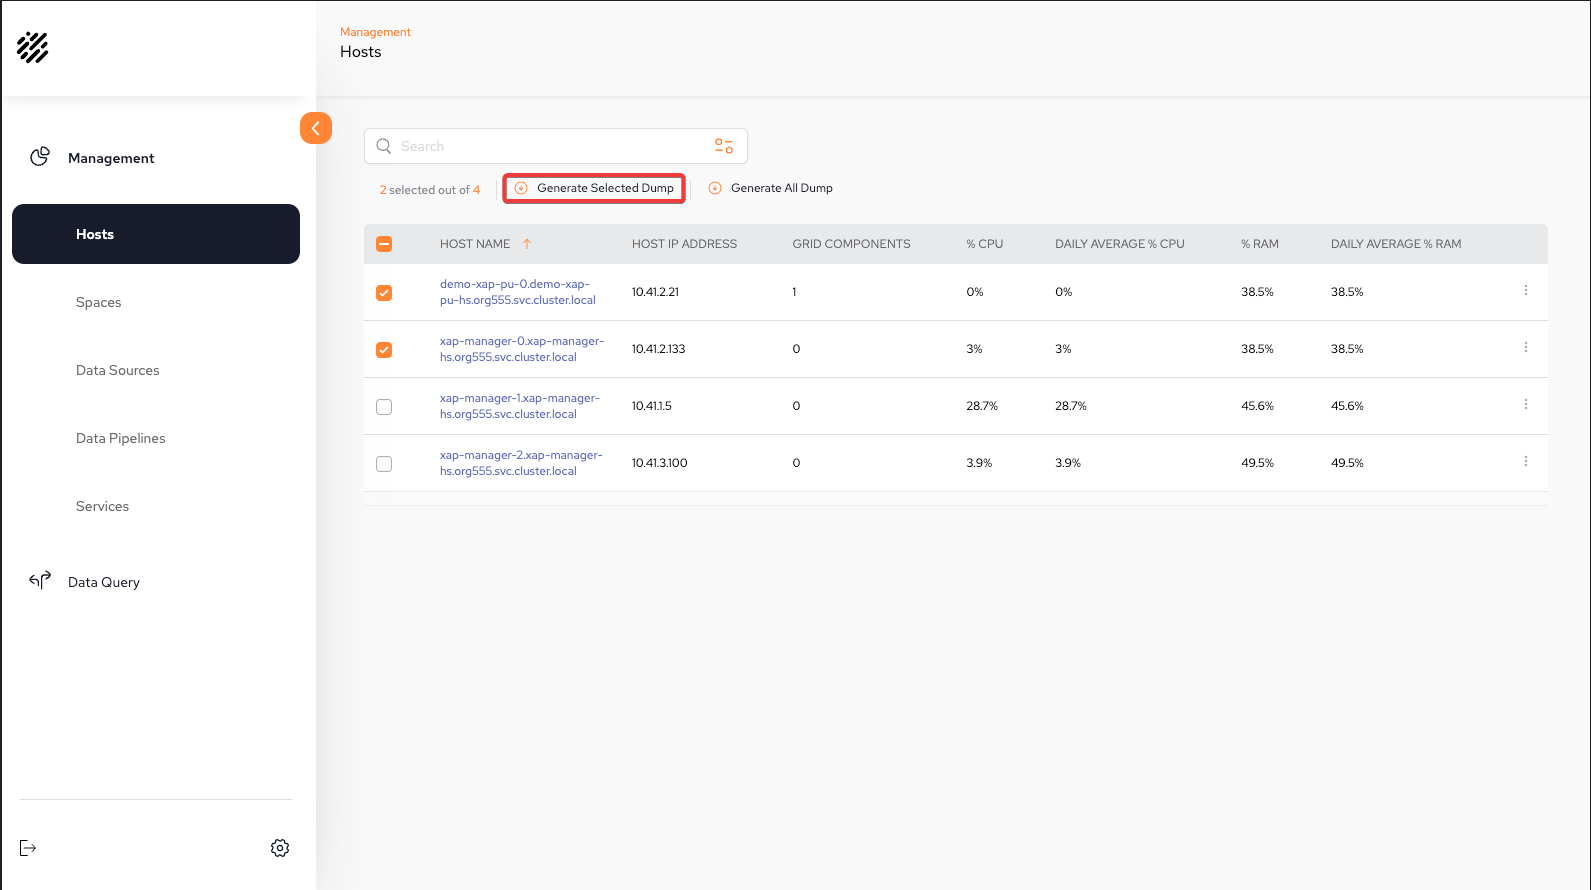 Management
Hosts
Management
Hosts
Spaces
Data Sources
Data Pipelines
Services
Data Query
Search
2 selected out of 4
Generate Selected Dump
Generate All Dump
HOST NAME HOST IP ADDRESS GRID COMPONENTS % CPU DAILY AVERAGE % CPU % RAM DAILY AVERAGE % RAM
demo-xap-pu-0.demo-xap-
pu-hs.org555.svc.cluster.local
10.41.2.21 1 0% 0% 38.5% 38.5%
xap-manager-0.xap-manager-
hs.org555.svc.cluster.local
10.41.2.133 0 3% 3% 38.5% 38.5%
xap-manager-1.xap-manager-
hs.org555.svc.cluster.local
10.41.1.5 0 28.7% 28.7% 45.6% 45.6%
xap-manager-2.xap-manager-
hs.org555.svc.cluster.local
10.41.3.100 0 3.9% 3.9% 49.5% 49.5%